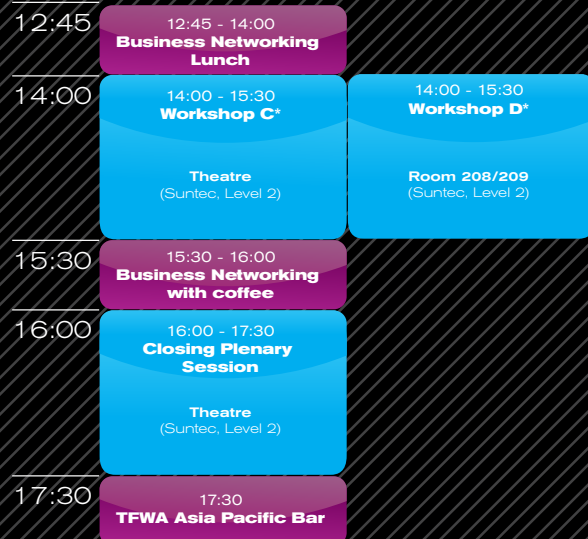 12:45
12:45 - 14:00
Business Networking
Lunch
14:00
14:00 - 15:30
Workshop C*
Theatre
(Suntec, Level 2)
14:00 - 15:30
Workshop D*
Room 208/209
(Suntec, Level 2)
15:30
15:30 - 16:00
Business Networking
with coffee
16:00
16:00 - 17:30
Closing Plenary
Session
Theatre
(Suntec, Level 2)
17:30
17:30
TFWA Asia Pacific Bar